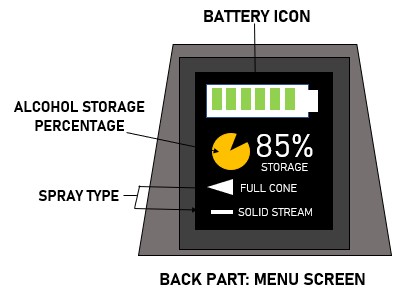 BATTERY ICON
ALCOHOL STORAGE
PERCENTAGE
85%
STORAGE
SPRAY TYPE
FULL CONE
SOLID STREAM
BACK PART: MENU SCREEN